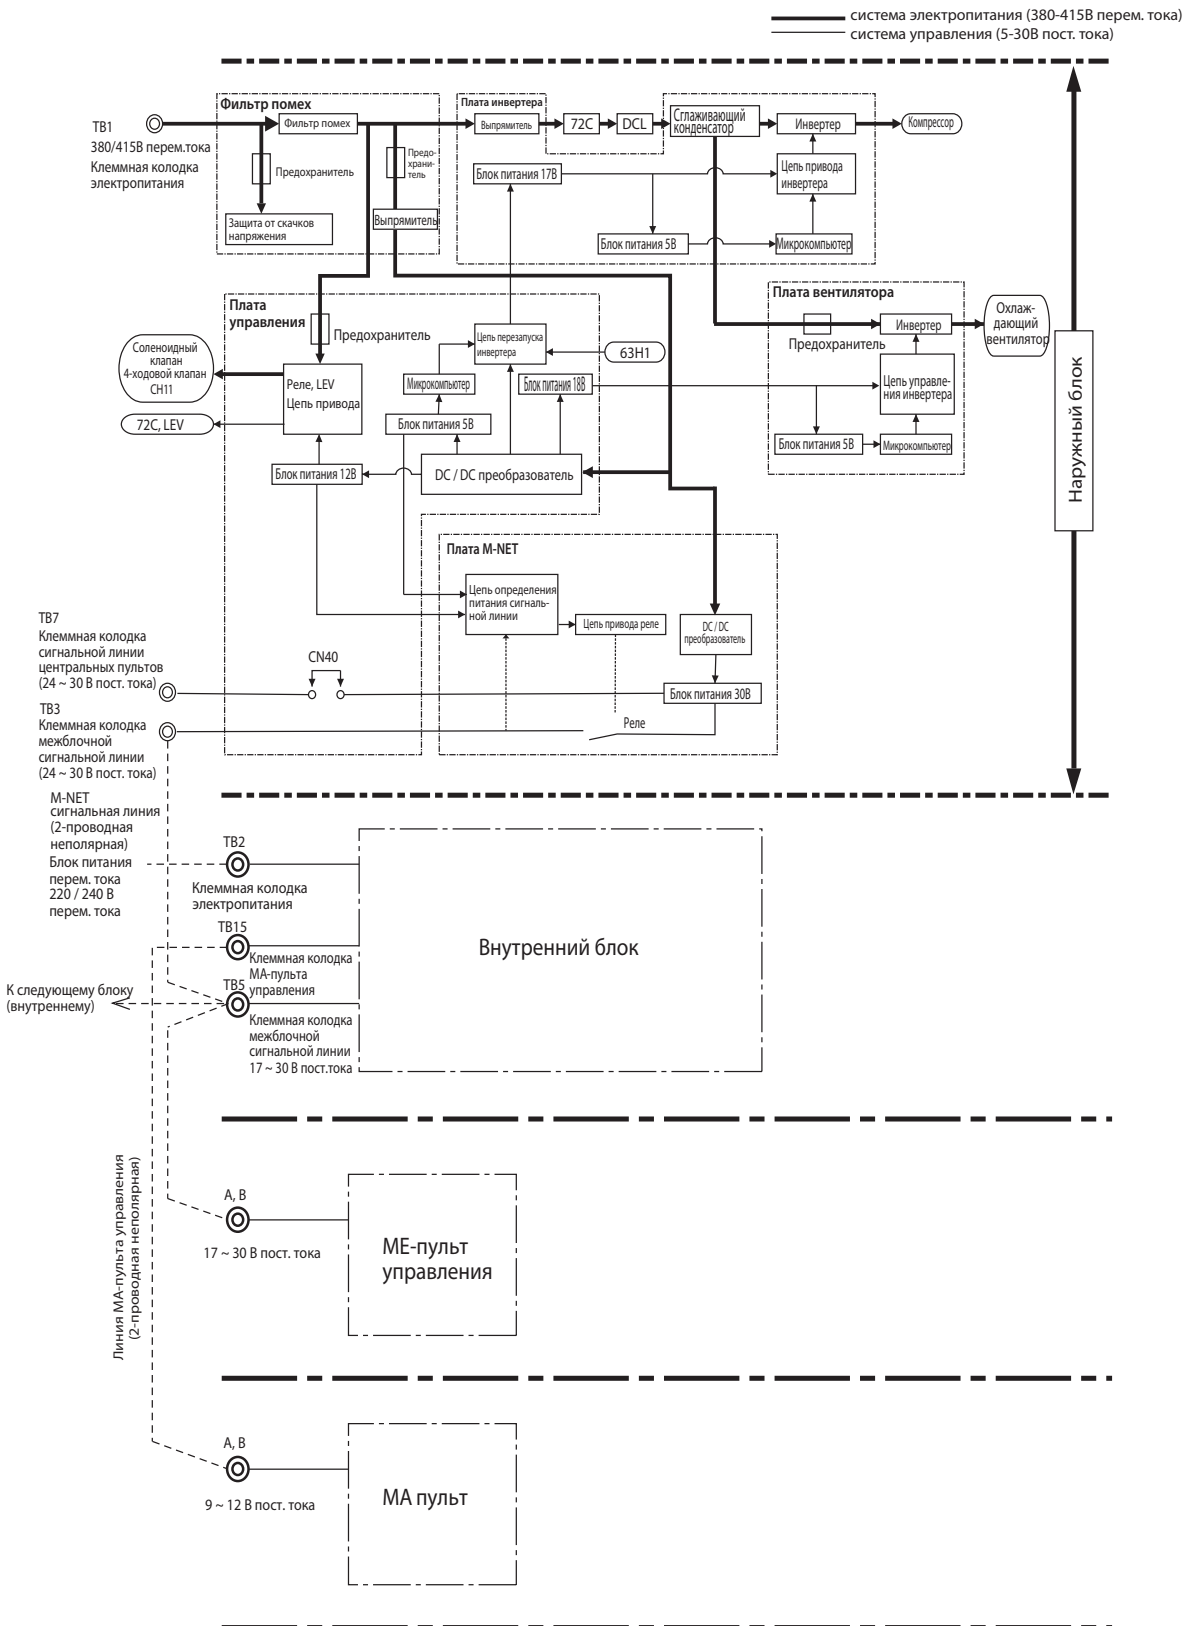 система электропитания (380-415В перем. тока)
система управления (5-30В пост. тока)
Фильтр помех
TB1
380/415В перем.тока
Клеммная колодка
электропитания
Фильтр помех
Предохранитель
Предо-
храни-
тель
Защита от скачков
напряжения
Выпрямитель
Плата инвертера
Выпрямитель
72C
DCL
Сглаживающий
конденсатор
Инвертер
Компрессор
Блок питания 17В
Цепь привода
инвертера
Блок питания 5В
Микрокомпьютер
Плата
управления
Предохранитель
Соленоидный
клапан
4-ходовой клапан
CH11
72C, LEV
Реле, LEV
Цепь привода
Цепь перезапуска
инвертера
63H1
Микрокомпьютер
Блок питания 18В
Блок питания 5В
Блок питания 12В
DC / DC преобразователь
Плата вентилятора
Предохранитель
Инвертер
Охлаж-
дающий
вентилятор
Цепь управле-
ния инвертера
Блок питания 5В
Микрокомпьютер
Наружный блок
Плата M-NET
Цепь определения
питания сигналь-
ной линии
Цепь привода реле
DC / DC
преобразователь
Блок питания 30В
Реле
CN40
TB7
Клеммная колодка
сигнальной линии
центральных пультов
(24 ~ 30 В пост. тока)
TB3
Клеммная колодка
межблочной
сигнальной линии
(24 ~ 30 В пост. тока)
M-NET
сигнальная линия
(2-проводная
неполярная)
Блок питания
перем. тока
220 / 240 В
перем. тока
TB2
Клеммная колодка
электропитания
TB15
Клеммная колодка
МА-пульта
управления
TB5
Клеммная колодка
межблочной
сигнальной линии
17 ~ 30 В пост.тока
К следующему блоку
(внутреннему)
Внутренний блок
Линия МА-пульта управления
(2-проводная неполярная)
A, B
17 ~ 30 В пост. тока
МЕ-пульт
управления
A, B
9 ~ 12 В пост. тока
МА пульт